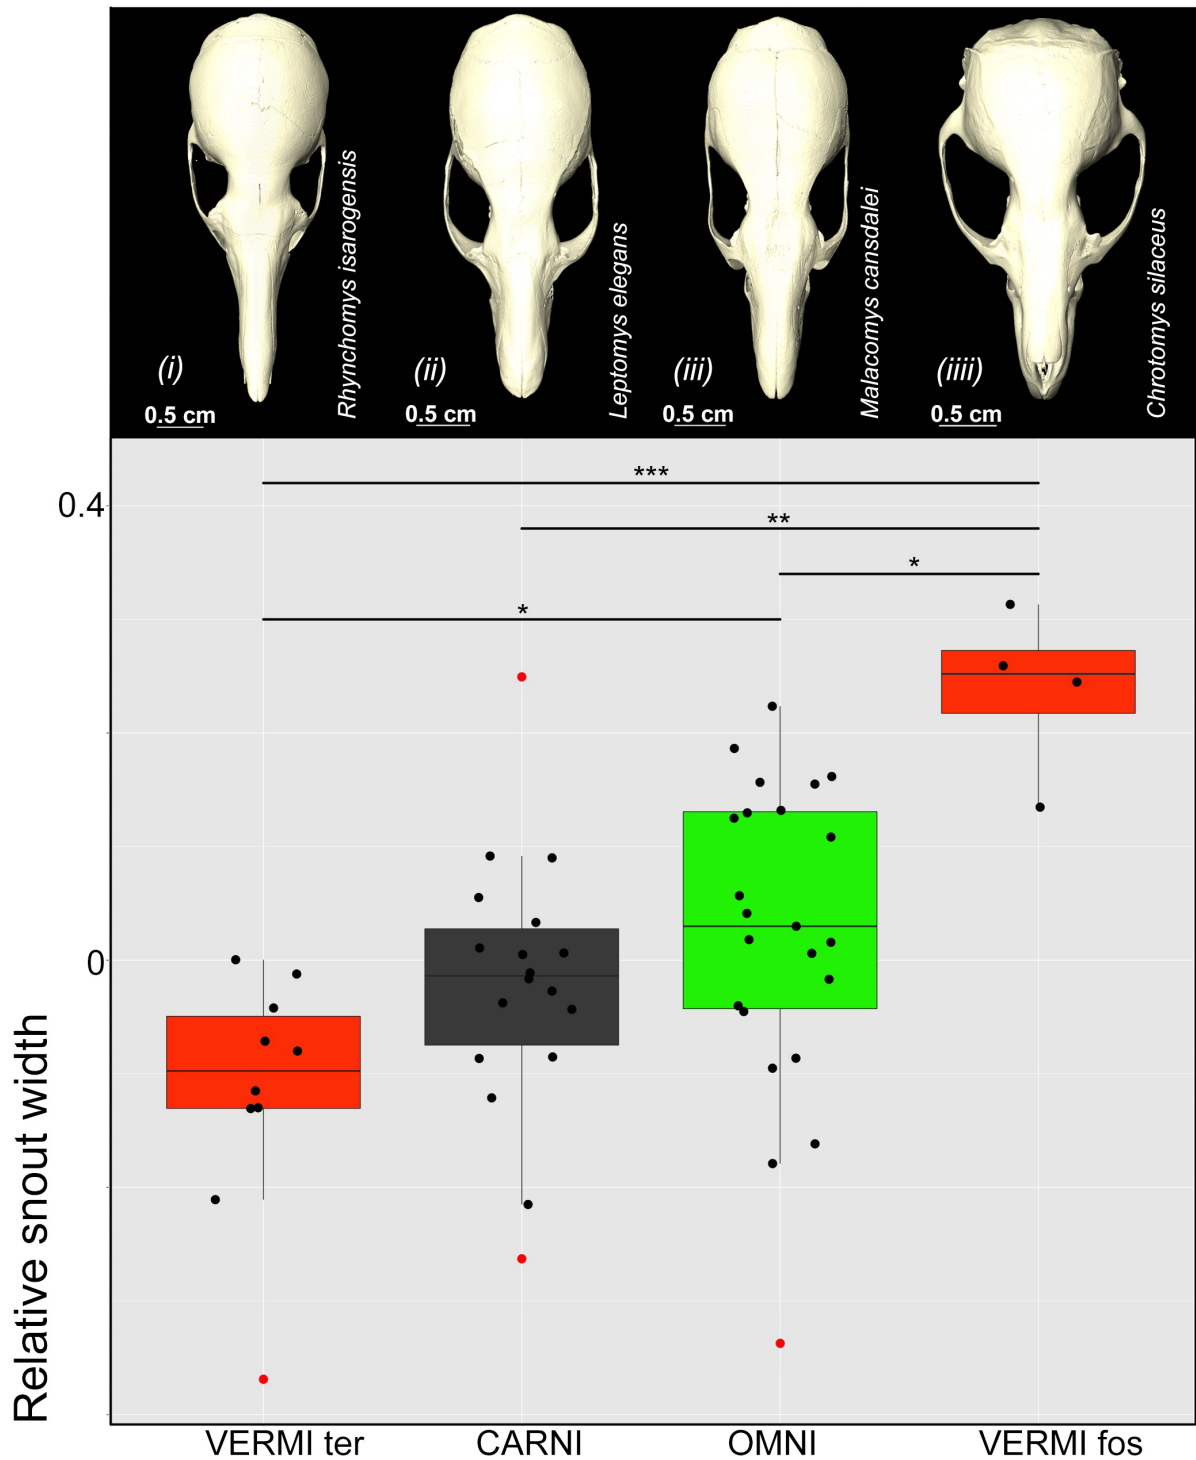 Rhynchomys isarogensis
Leptomys elegans
Malacomys cansdalei
Chrotomys silaceus
(i)
(ii)
(iii)
(iiii)
0.5 cm
0.5 cm
0.5 cm
0.5 cm
***
0.4
**
*
*
0
Relative snout width
VERMI ter
CARNI
OMNI
VERMI fos